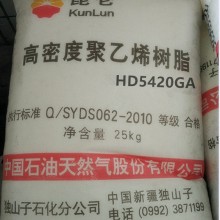 昆仑
KunLun
高密度聚乙烯树脂
HD5420GA
执行标准 Q/SYDS062-2010 等级 合格
净含量 25kg
中国石油天然气股份有限公司
独山子石化分公司
中国新疆独山子
电话 (0992) 3871199